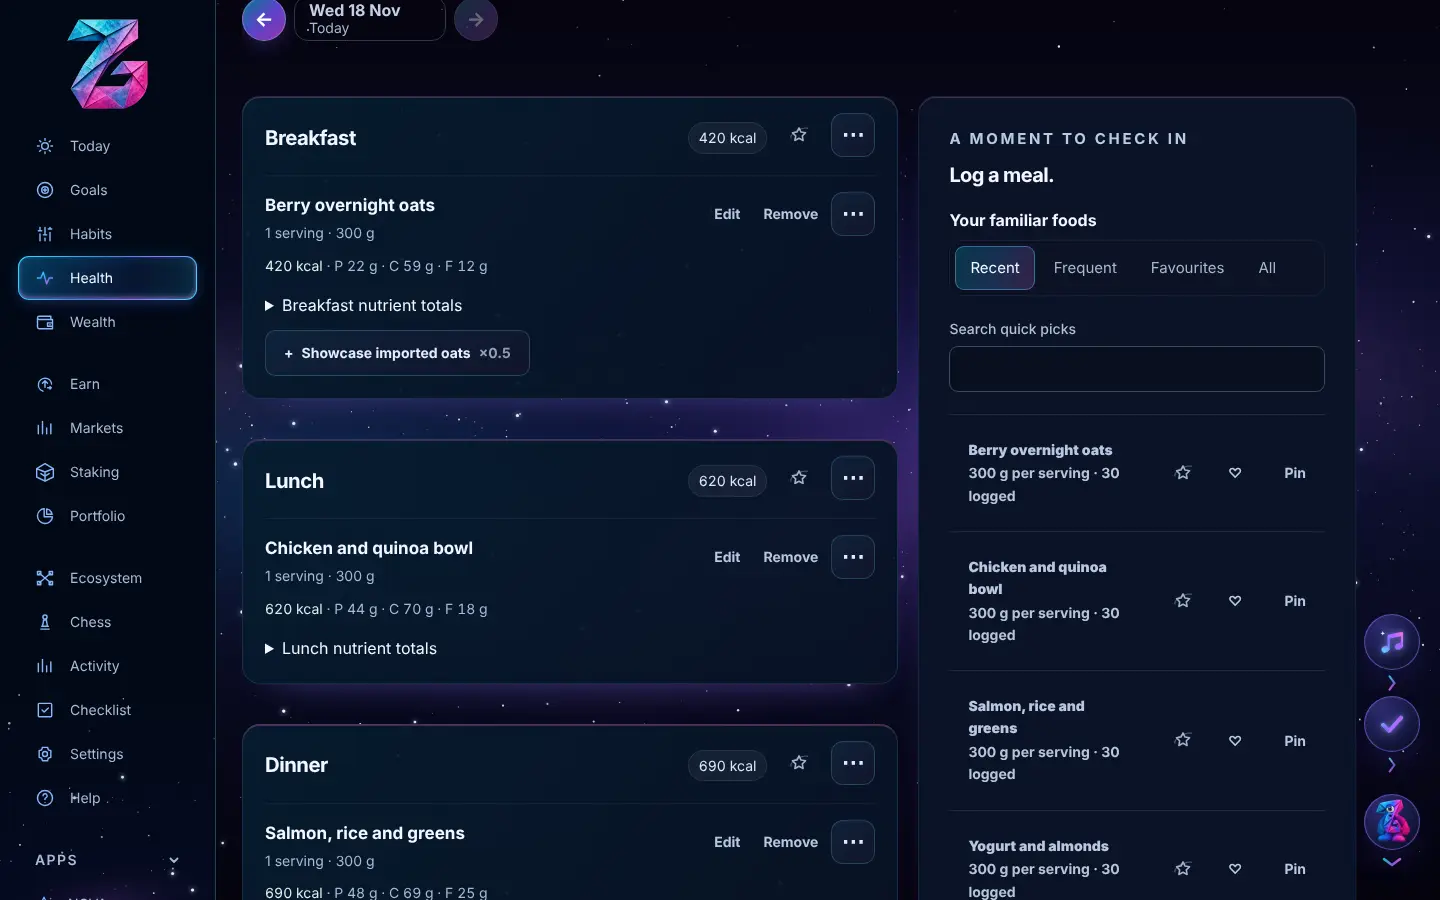 Wed 18 Nov
Today
Today
Goals
Habits
Health
Wealth
Earn
Markets
Staking
Portfolio
Ecosystem
Chess
Activity
Checklist
Settings
Help
APPS
Breakfast
420 kcal
Berry overnight oats
Edit
Remove
1 serving · 300 g
420 kcal · P 22 g · C 59 g · F 12 g
Breakfast nutrient totals
+ Showcase imported oats ×0.5
Lunch
620 kcal
Chicken and quinoa bowl
Edit
Remove
1 serving · 300 g
620 kcal · P 44 g · C 70 g · F 18 g
Lunch nutrient totals
Dinner
690 kcal
Salmon, rice and greens
Edit
Remove
1 serving · 300 g
690 kcal · P 48 g · C 69 g · F 25 g
A MOMENT TO CHECK IN
Log a meal.
Your familiar foods
Recent
Frequent
Favourites
All
Search quick picks
Berry overnight oats
300 g per serving · 30
logged
Pin
Chicken and quinoa
bowl
300 g per serving · 30
logged
Pin
Salmon, rice and
greens
300 g per serving · 30
logged
Pin
Yogurt and almonds
300 g per serving · 30
logged
Pin